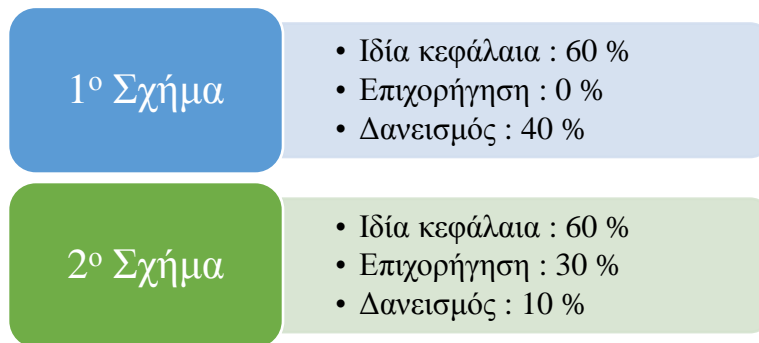 1ο Σχήμα
• Ιδία κεφάλαια : 60 %
• Επιχορήγηση : 0 %
• Δανεισμός : 40 %
2ο Σχήμα
• Ιδία κεφάλαια : 60 %
• Επιχορήγηση : 30 %
• Δανεισμός : 10 %